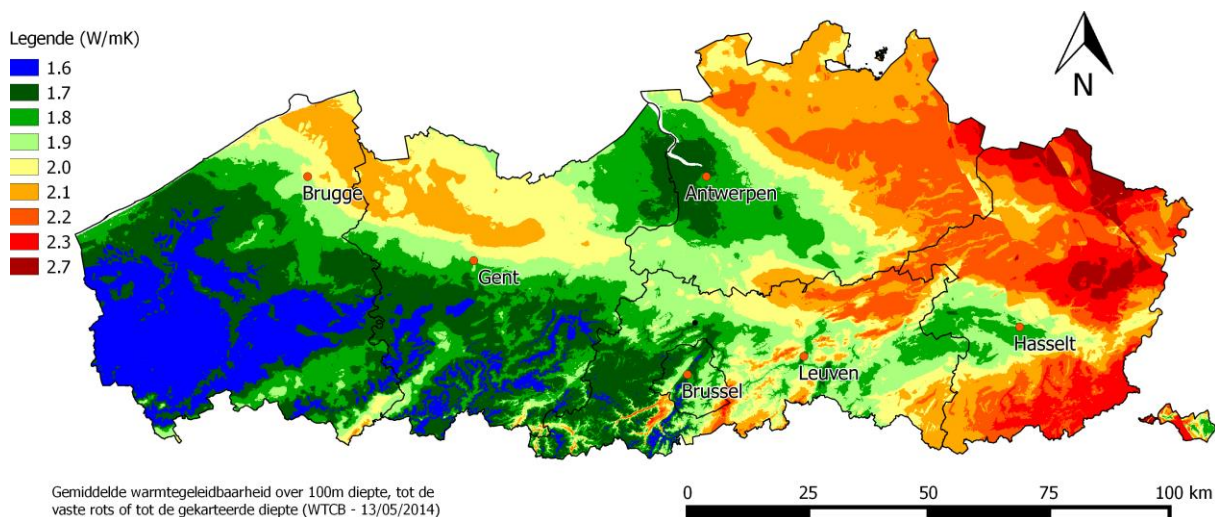 Legende (W/mK)
1.6
1.7
1.8
1.9
2.0
2.1
2.2
2.3
2.7
N
Brugge
Antwerpen
Gent
Hasselt
Leuven
Brussel
Gemiddelde warmtegeleidbaarheid over 100m diepte, tot de
vaste rots of tot de gekarteerde diepte (WTCB - 13/05/2014)
0 25 50 75 100 km